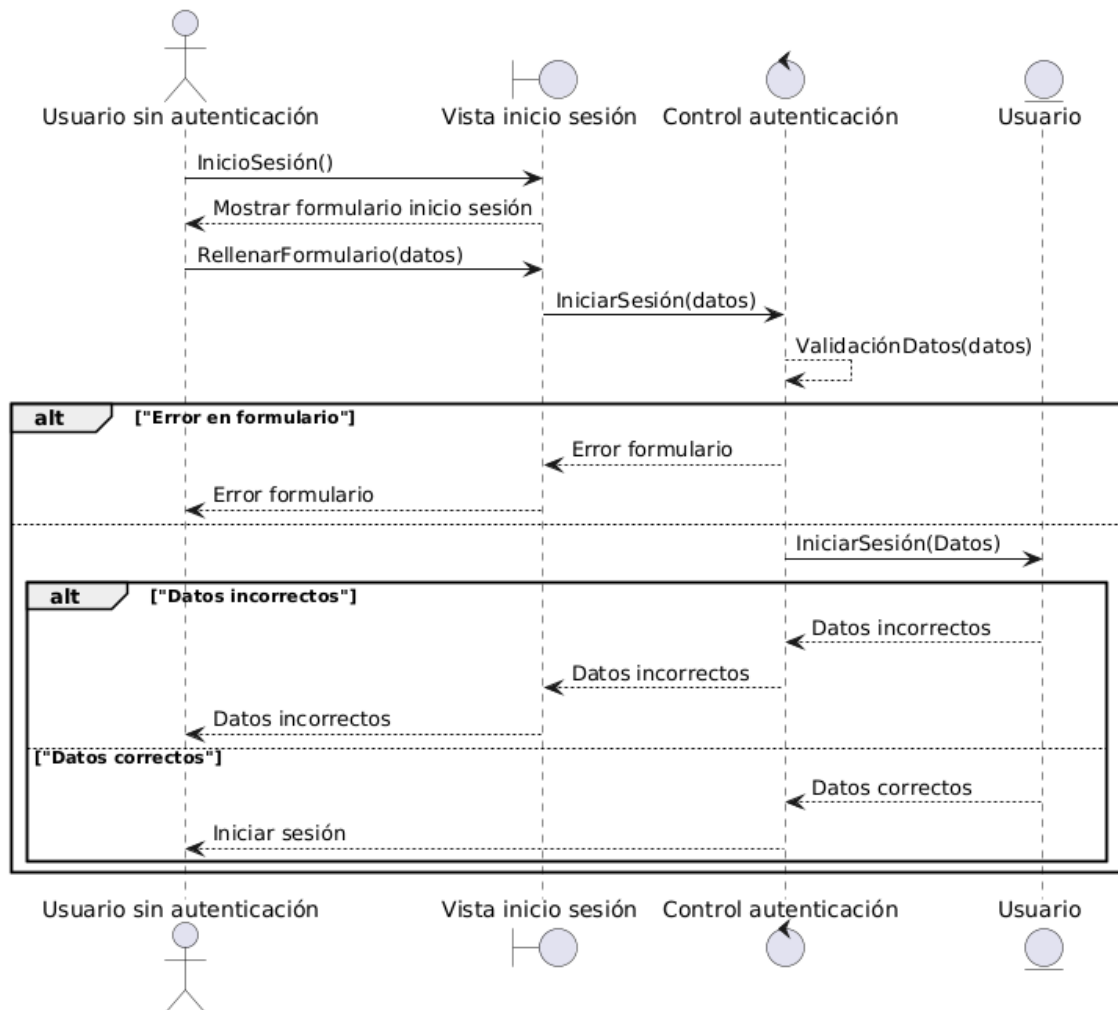 Usuario sin autenticación
Vista inicio sesión
Control autenticación
Usuario
InicioSesión()
Mostrar formulario inicio sesión
RellenarFormulario(datos)
IniciarSesión(datos)
ValidaciónDatos(datos)
alt
["Error en formulario"]
Error formulario
Error formulario
IniciarSesión(Datos)
alt
["Datos incorrectos"]
Datos incorrectos
Datos incorrectos
Datos incorrectos
["Datos correctos"]
Datos correctos
Iniciar sesión
Usuario sin autenticación
Vista inicio sesión
Control autenticación
Usuario